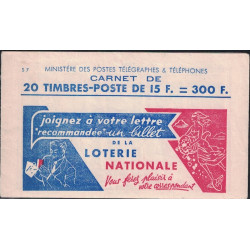 S 7 MINISTÈRE DES POSTES TÉLÉGRAPHES & TÉLÉPHONES
CARNET DE
20 TIMBRES-POSTE DE 15 F. = 300 F.
joignez à votre lettre
"recommandée" un billet
DE LA
LOTERIE
NATIONALE
Vous ferez plaisir à
votre correspondant